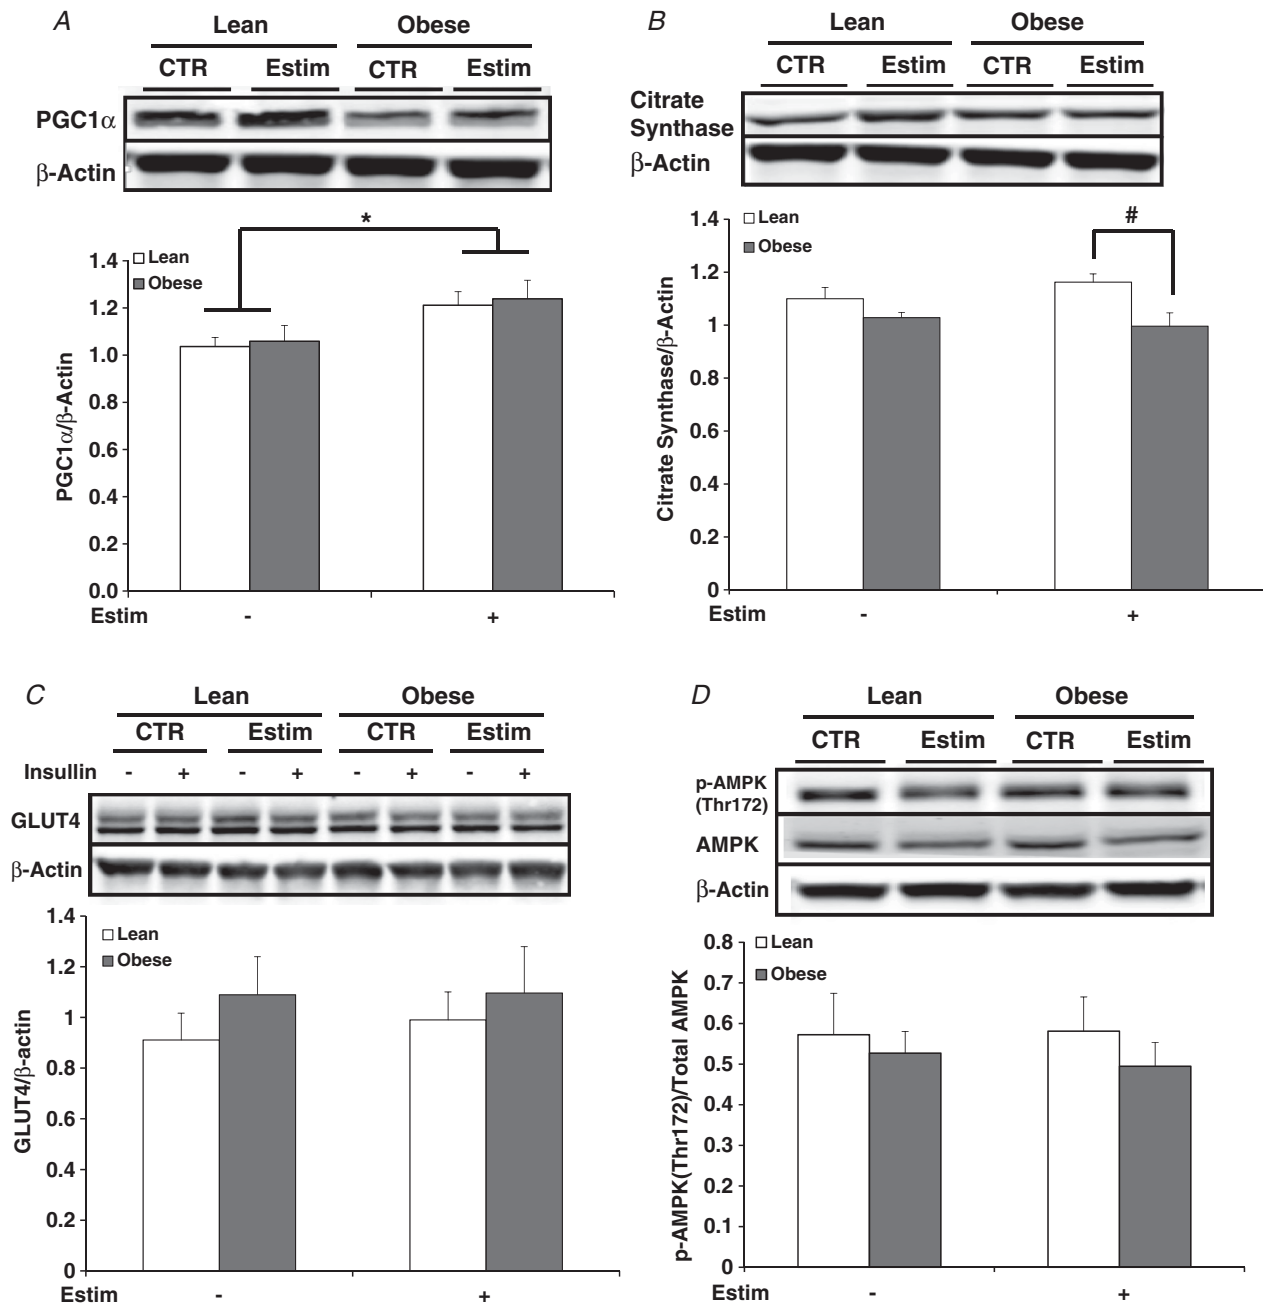 A
Lean Obese
CTR Estim CTR Estim
PGC1α
β-Actin
*
Lean
Obese
1.4
1.2
1.0
0.8
0.6
0.4
0.2
0.0
PGC1α/β-Actin
Estim - +
B
Lean Obese
CTR Estim CTR Estim
Citrate
Synthase
β-Actin
#
Lean
Obese
1.4
1.2
1
0.8
0.6
0.4
0.2
0
Citrate Synthase/β-Actin
Estim - +
C
Lean Obese
CTR Estim CTR Estim
Insullin - + - + - + - +
GLUT4
β-Actin
Lean
Obese
1.4
1.2
1
0.8
0.6
0.4
0.2
0
GLUT4/β-actin
Estim - +
D
Lean Obese
CTR Estim CTR Estim
p-AMPK
(Thr172)
AMPK
β-Actin
Lean
Obese
0.8
0.7
0.6
0.5
0.4
0.3
0.2
0.1
0
p-AMPK(Thr172)/Total AMPK
Estim - +